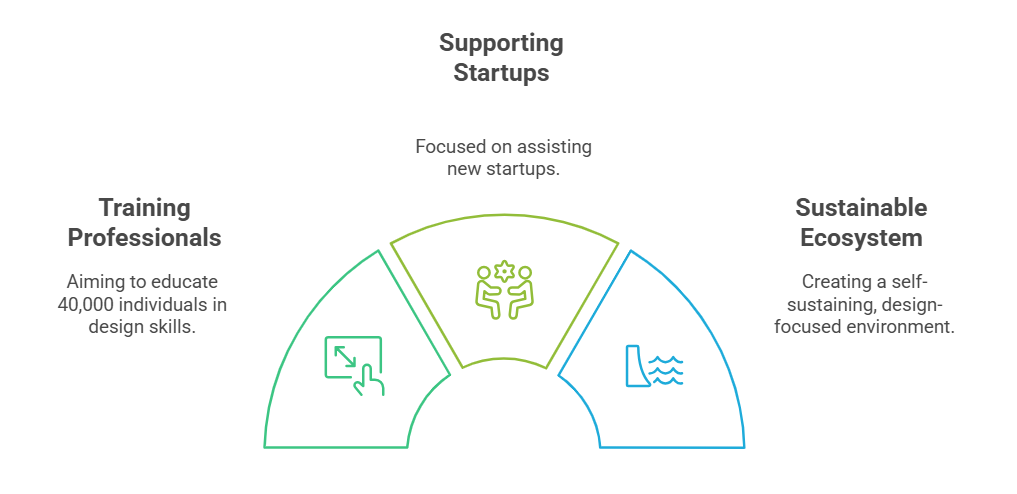 Supporting
Startups
Focused on assisting
new startups.
Training
Professionals
Aiming to educate
40,000 individuals in
design skills.
Sustainable
Ecosystem
Creating a self-
sustaining, design-
focused environment.